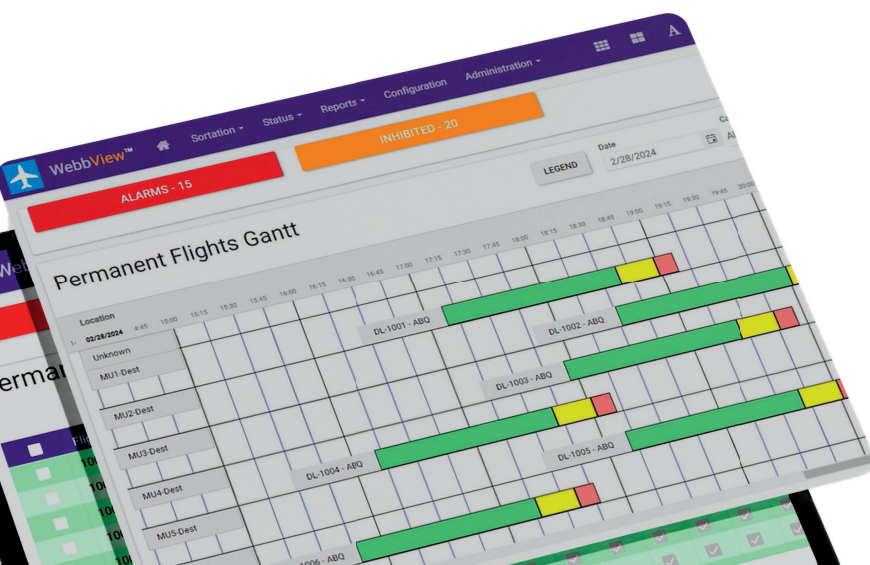 WebbView™
Sortation
Status
Reports
Configuration
Administration
A
ALARMS - 15
INHIBITED - 20
Permanent Flights Gantt
LEGEND
Date
2/28/2024
Location
02/28/2024
4:45 15:00 15:15 15:30 15:45 16:00 16:15 16:30 16:45 17:00 17:15 17:30 17:45 18:00 18:15 18:30 18:45 19:00 19:15 19:30 19:45 20:00
Unknown
MU1-Dest
DL-1001 - ABQ
DL-1002 - ABQ
MU2-Dest
DL-1003 - ABQ
MU3-Dest
MU4-Dest
DL-1004 - ABQ
DL-1005 - ABQ
MU5-Dest
1006 - ABQ